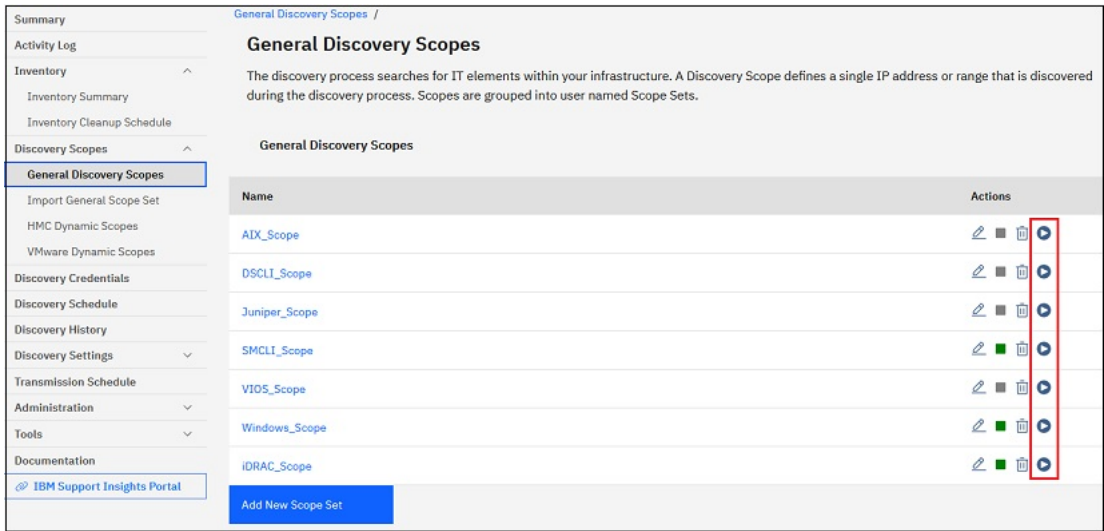 Summary
Activity Log
Inventory
Inventory Summary
Inventory Cleanup Schedule
Discovery Scopes
General Discovery Scopes
Import General Scope Set
HMC Dynamic Scopes
VMware Dynamic Scopes
Discovery Credentials
Discovery Schedule
Discovery History
Discovery Settings
Transmission Schedule
Administration
Tools
Documentation
IBM Support Insights Portal
General Discovery Scopes /
General Discovery Scopes
The discovery process searches for IT elements within your infrastructure. A Discovery Scope defines a single IP address or range that is discovered
during the discovery process. Scopes are grouped into user named Scope Sets.
General Discovery Scopes
Name Actions
AIX_Scope
DSCLI_Scope
Juniper_Scope
SMCLI_Scope
VIOS_Scope
Windows_Scope
iDRAC_Scope
Add New Scope Set